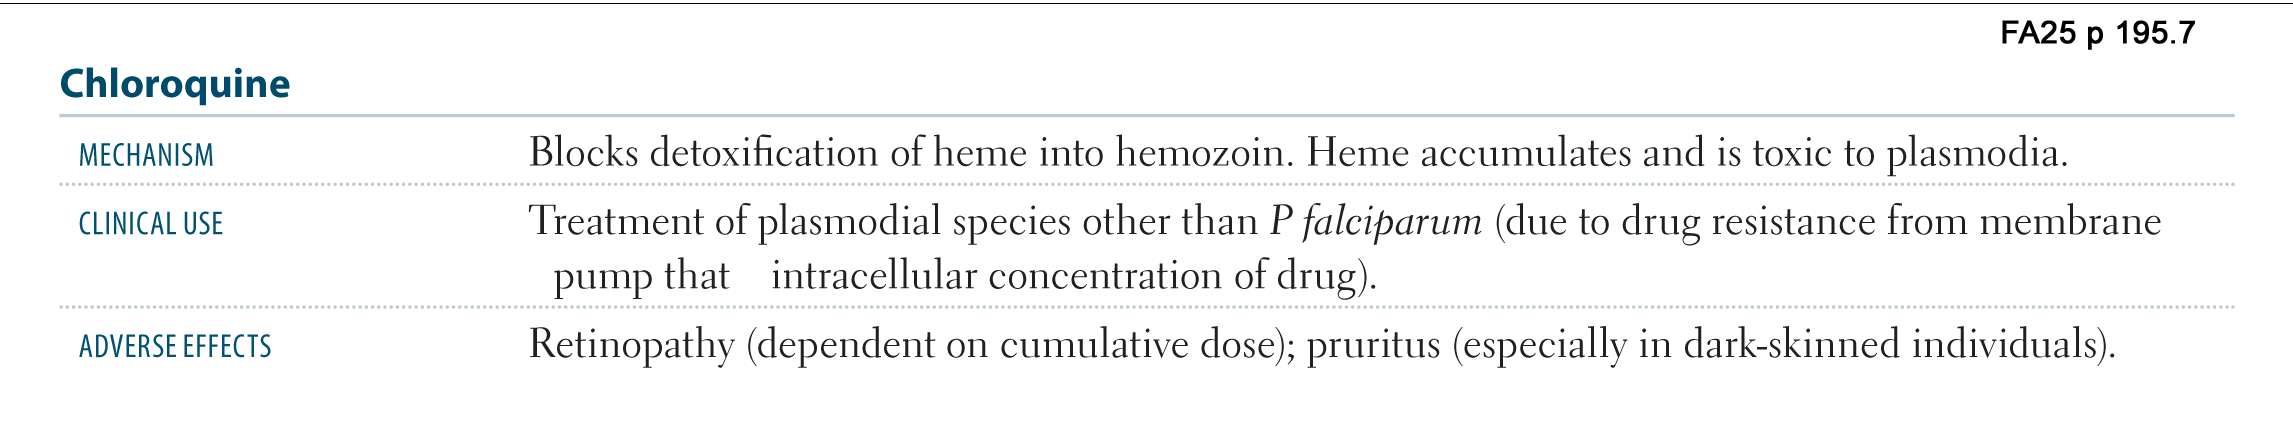 FA25 p 195.7
Chloroquine
MECHANISM Blocks detoxification of heme into hemozoin. Heme accumulates and is toxic to plasmodia.
CLINICAL USE Treatment of plasmodial species other than P falciparum (due to drug resistance from membrane
pump that intracellular concentration of drug).
ADVERSE EFFECTS Retinopathy (dependent on cumulative dose); pruritus (especially in dark-skinned individuals).